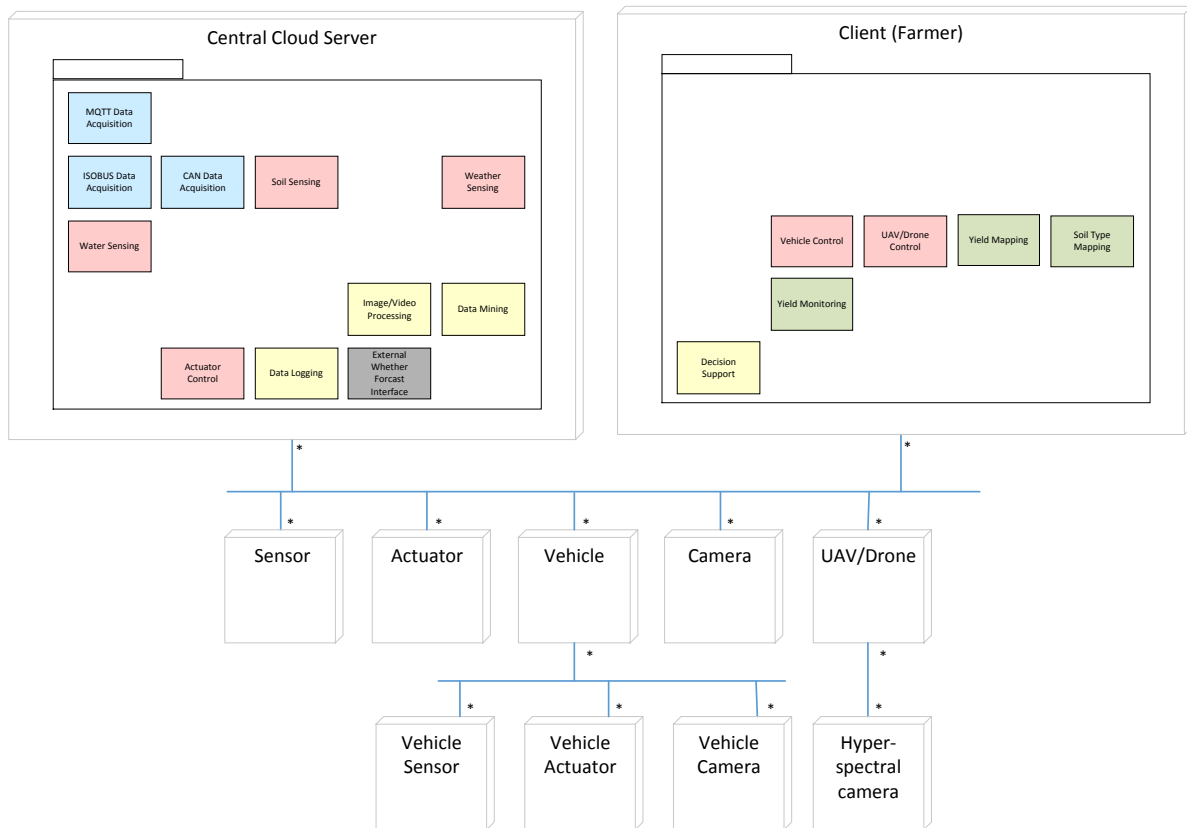 Central Cloud Server
MQTT Data
Acquisition
ISOBUS Data
Acquisition
CAN Data
Acquisition
Soil Sensing
Weather
Sensing
Water Sensing
Image/Video
Processing
Data Mining
Actuator
Control
Data Logging
External
Whether
Forcast
Interface
Client (Farmer)
Vehicle Control
UAV/Drone
Control
Yield Mapping
Soil Type
Mapping
Yield Monitoring
Decision
Support
*
*
*
*
*
*
*
Sensor
Actuator
Vehicle
Camera
UAV/Drone
*
*
*
*
*
*
Vehicle
Sensor
Vehicle
Actuator
Vehicle
Camera
Hyper-
spectral
camera